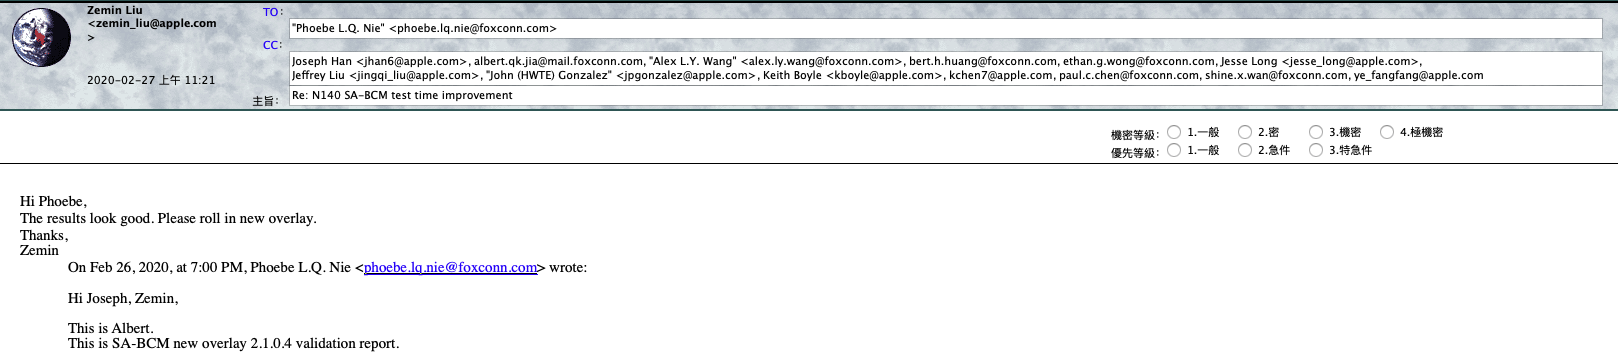 Zemin Liu
<zemin_liu@apple.com
>
2020-02-27 上午 11:21
TO:
"Phoebe L.Q. Nie" <phoebe.lq.nie@foxconn.com>
CC:
Joseph Han <jhan6@apple.com>, albert.qk.jia@mail.foxconn.com, "Alex L.Y. Wang" <alex.ly.wang@foxconn.com>, bert.h.huang@foxconn.com, ethan.g.wong@foxconn.com, Jesse Long <jesse_long@apple.com>,
Jeffrey Liu <jingqi_liu@apple.com>, "John (HWTE) Gonzalez" <jpgonzalez@apple.com>, Keith Boyle <kboyle@apple.com>, kchen7@apple.com, paul.c.chen@foxconn.com, shine.x.wan@foxconn.com, ye_fangfang@apple.com
主旨: Re: N140 SA-BCM test time improvement
機密等級: 1.一般 2.密 3.機密 4.極機密
優先等級: 1.一般 2.急件 3.特急件
Hi Phoebe,
The results look good. Please roll in new overlay.
Thanks,
Zemin
On Feb 26, 2020, at 7:00 PM, Phoebe L.Q. Nie <phoebe.lq.nie@foxconn.com> wrote:
Hi Joseph, Zemin,
This is Albert.
This is SA-BCM new overlay 2.1.0.4 validation report.